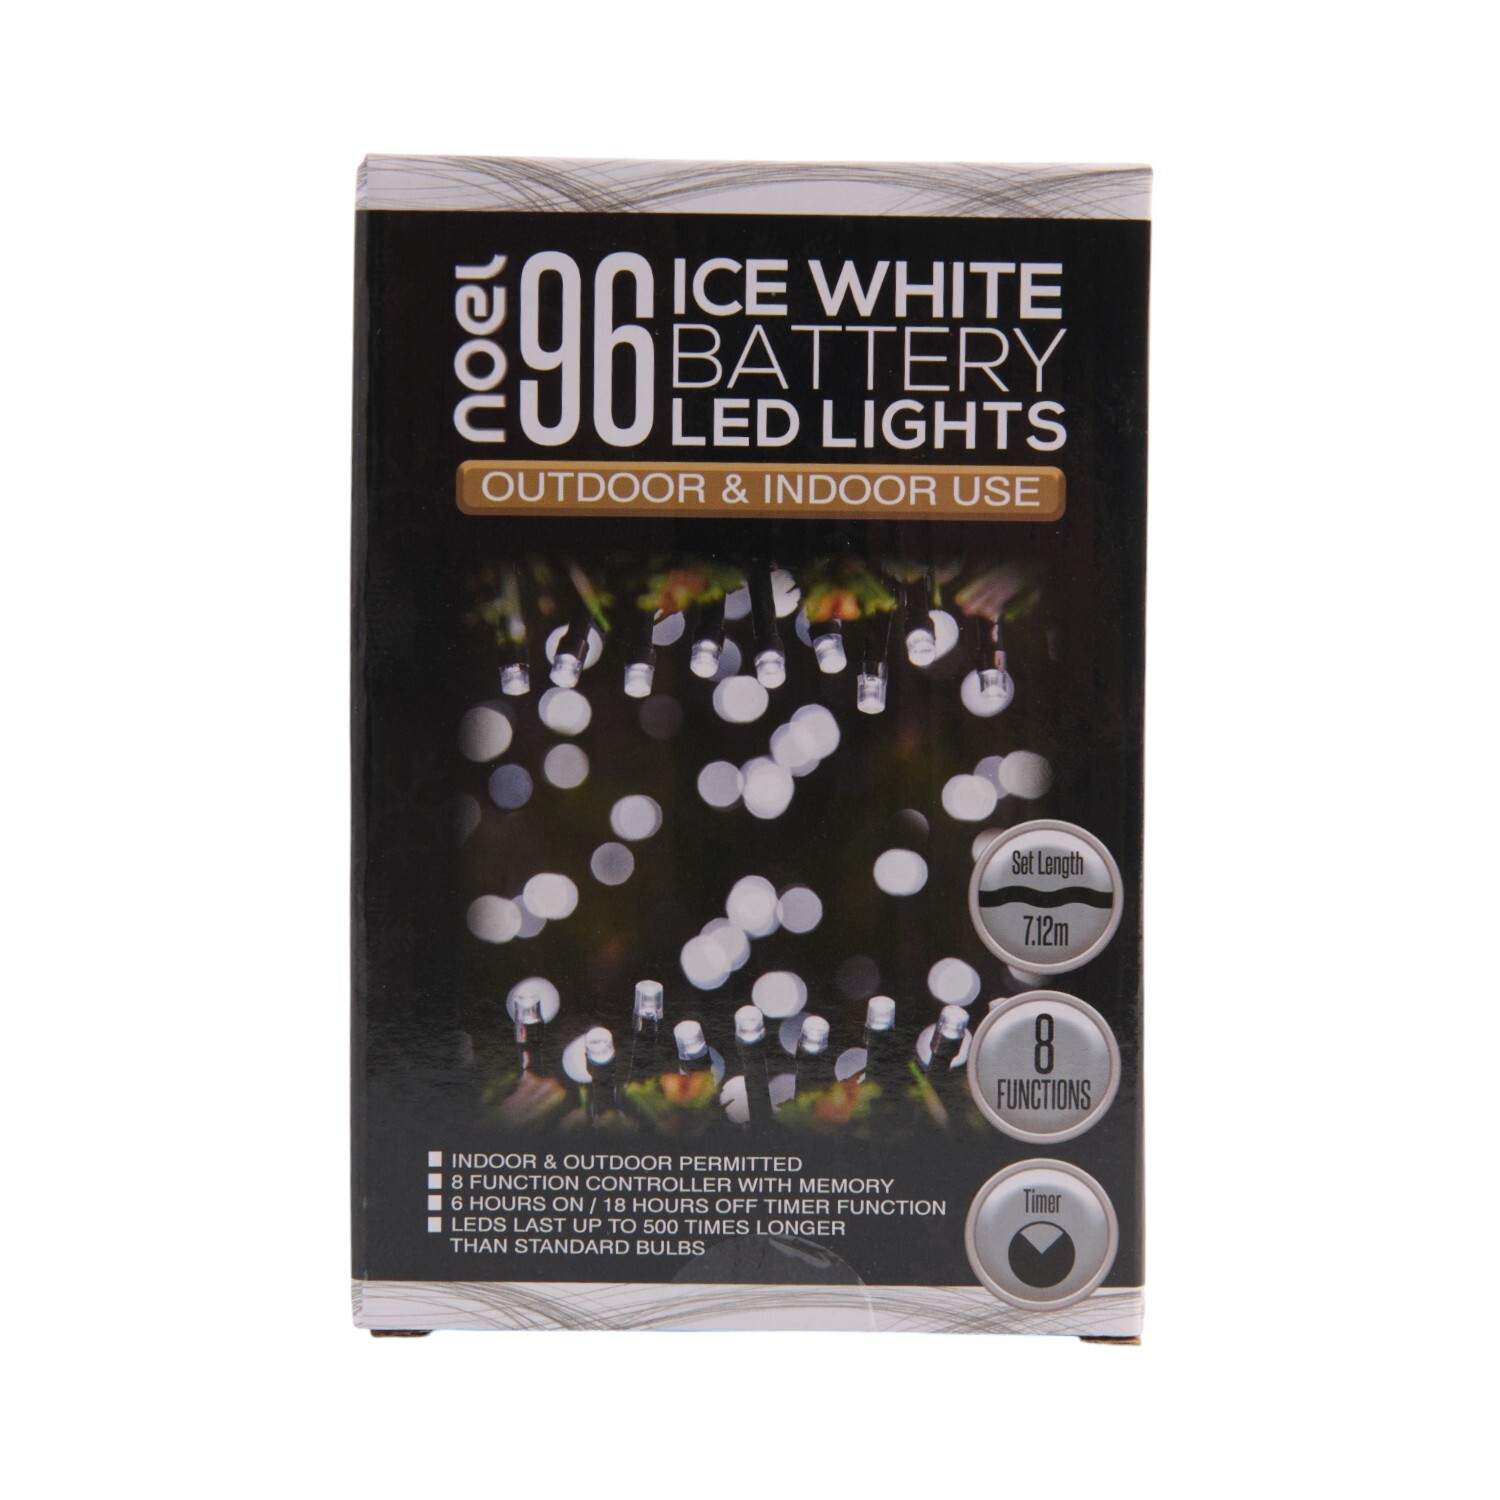 noel
96
ICE WHITE
BATTERY
LED LIGHTS
OUTDOOR & INDOOR USE
Set Length
7.12m
8
FUNCTIONS
Timer
INDOOR & OUTDOOR PERMITTED
8 FUNCTION CONTROLLER WITH MEMORY
6 HOURS ON / 18 HOURS OFF TIMER FUNCTION
LEDS LAST UP TO 500 TIMES LONGER
THAN STANDARD BULBS